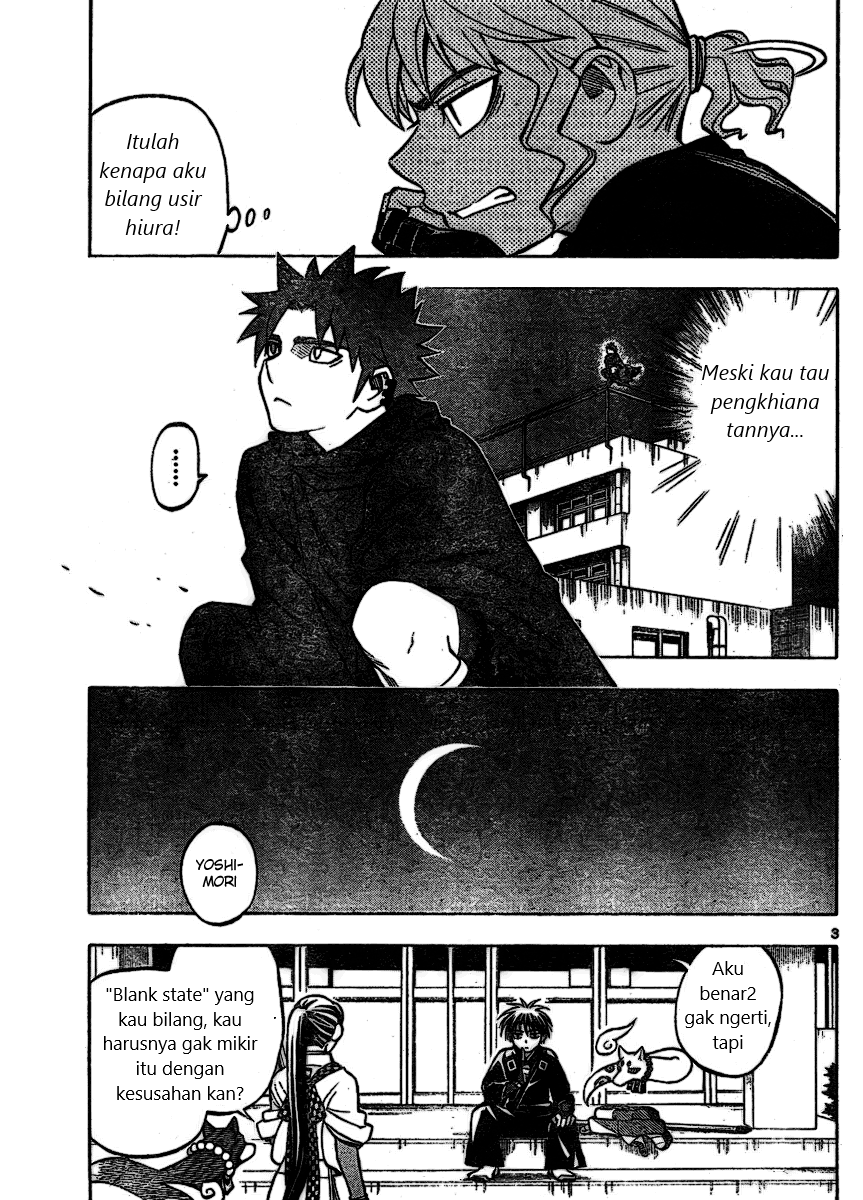 Itulah
kenapa aku
bilang usir
hiura!
Meski kau tau
pengkhiana
tannya...
......
YOSHI-
MORI
3
Aku
benar2
gak ngerti,
tapi
"Blank state" yang
kau bilang, kau
harusnya gak mikir
itu dengan
kesusahan kan?